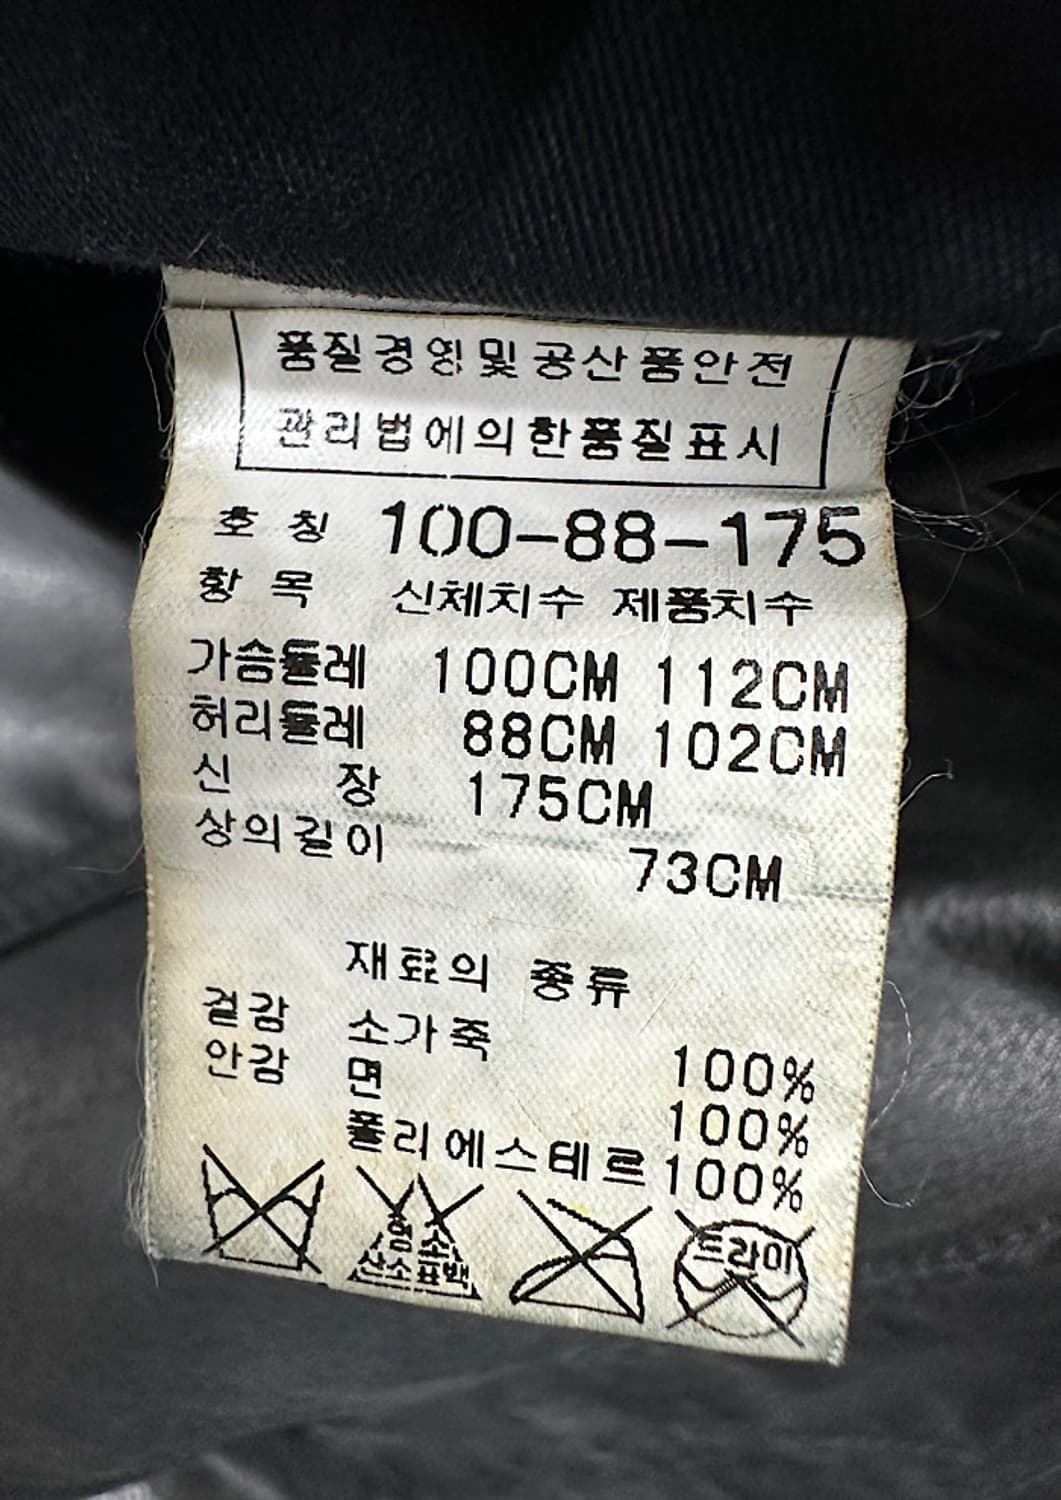 품질경영및공산품안전
관리법에의한품질표시
호 칭 100-88-175
항 목 신체치수 제품치수
가슴둘레 100CM 112CM
허리둘레 88CM 102CM
신 장 175CM
상의길이 73CM
재료의 종류
겉감 소가죽 100%
안감 면 100%
폴리에스테르 100%
염소
산소표백
드라이